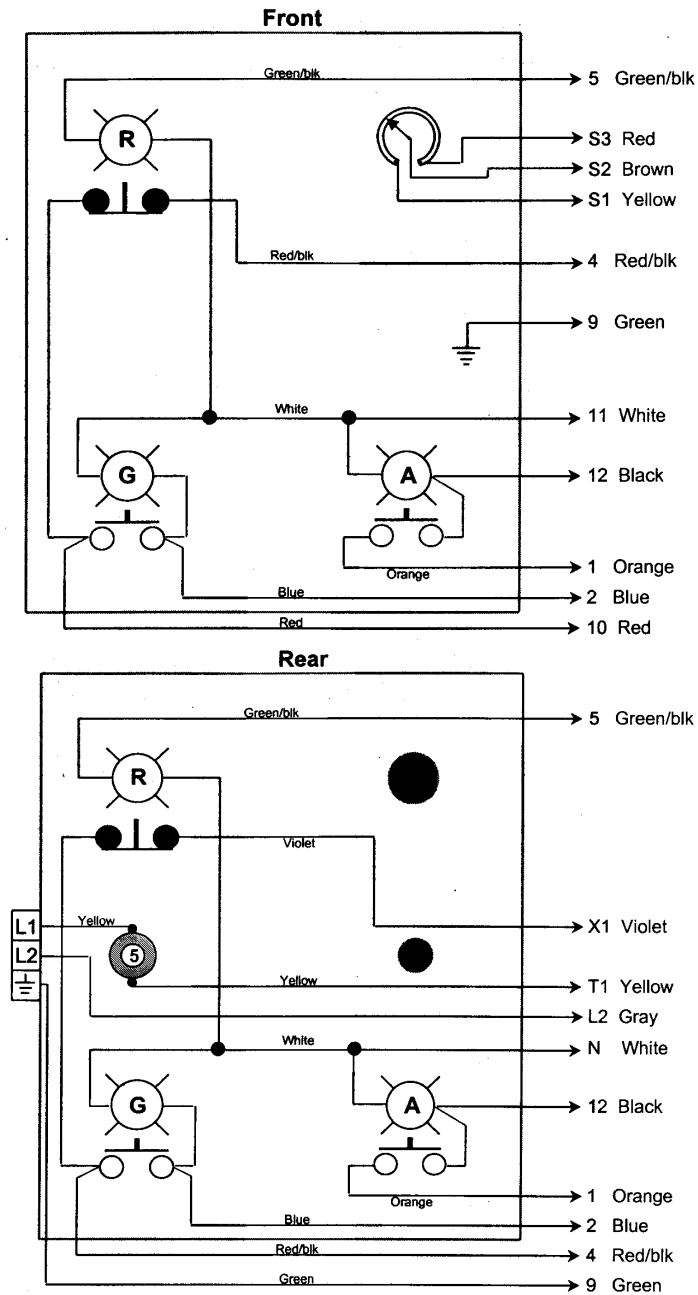 Front
Green/blk
5 Green/blk
R
S3 Red
S2 Brown
S1 Yellow
Red/blk
4 Red/blk
9 Green
White
11 White
G
A
12 Black
Orange
1 Orange
Blue
2 Blue
Red
10 Red
Rear
Green/blk
5 Green/blk
R
Violet
L1
Yellow
X1 Violet
L2
5
Yellow
T1 Yellow
L2 Gray
White
N White
G
A
12 Black
Orange
1 Orange
Blue
2 Blue
Red/blk
4 Red/blk
Green
9 Green